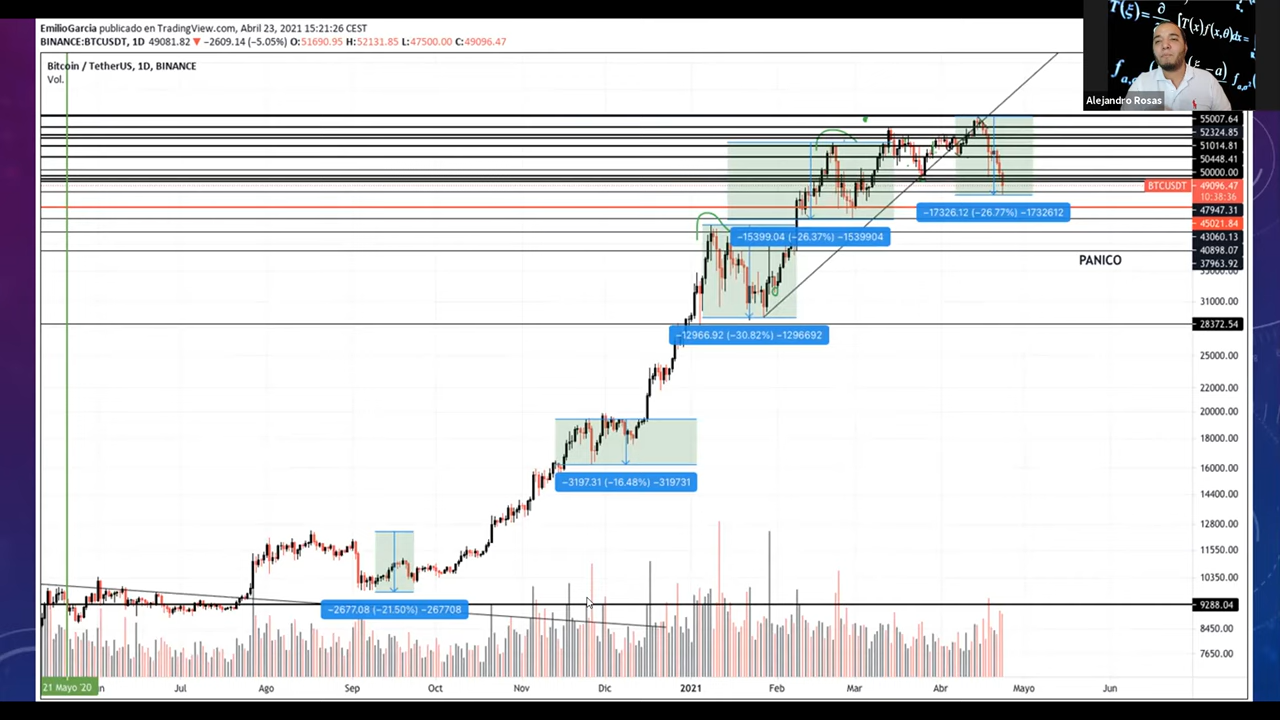 EmilioGarcia publicado en TradingView.com, Abril 23, 2021 15:21:26 CEST
BINANCE:BTCUSDT, 1D 49081.82 ▼ −2609.14 (−5.05%) O:51690.95 H:52131.85 L:47500.00 C:49096.47
Bitcoin / TetherUS, 1D, BINANCE
Vol.
Alejandro Rosas
55007.64
52324.85
51014.81
50448.41
50000.00
BTCUSDT 49096.47
10:38:36
47947.31
45021.84
43060.13
40898.07
37963.92
35000.00
31000.00
28372.54
25000.00
22000.00
20000.00
18000.00
16000.00
14400.00
12800.00
11550.00
10350.00
9288.04
8450.00
7650.00
−17326.12 (−26.77%) −1732612
−15399.04 (−26.37%) −1539904
PANICO
−12966.92 (−30.82%) −1296692
−3197.31 (−16.48%) −319731
−2677.08 (−21.50%) −267708
21 Mayo '20
Jul
Ago
Sep
Oct
Nov
Dic
2021
Feb
Mar
Abr
Mayo
Jun